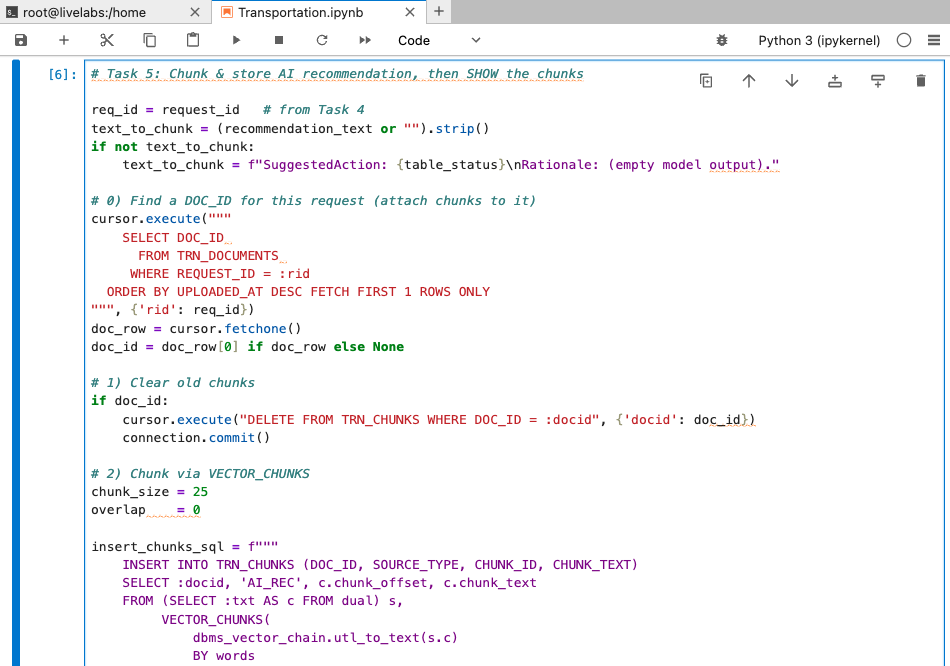 root@livelabs:/home
Transportation.ipynb
Code
Python 3 (ipykernel)
[6]:
# Task 5: Chunk & store AI recommendation, then SHOW the chunks
req_id = request_id   # from Task 4
text_to_chunk = (recommendation_text or "").strip()
if not text_to_chunk:
    text_to_chunk = f"SuggestedAction: {table_status}\nRationale: (empty model output)."
# 0) Find a DOC_ID for this request (attach chunks to it)
cursor.execute("""
    SELECT DOC_ID
      FROM TRN_DOCUMENTS
     WHERE REQUEST_ID = :rid
  ORDER BY UPLOADED_AT DESC FETCH FIRST 1 ROWS ONLY
""", {'rid': req_id})
doc_row = cursor.fetchone()
doc_id = doc_row[0] if doc_row else None
# 1) Clear old chunks
if doc_id:
    cursor.execute("DELETE FROM TRN_CHUNKS WHERE DOC_ID = :docid", {'docid': doc_id})
    connection.commit()
# 2) Chunk via VECTOR_CHUNKS
chunk_size = 25
overlap    = 0
insert_chunks_sql = f"""
    INSERT INTO TRN_CHUNKS (DOC_ID, SOURCE_TYPE, CHUNK_ID, CHUNK_TEXT)
    SELECT :docid, 'AI_REC', c.chunk_offset, c.chunk_text
    FROM (SELECT :txt AS c FROM dual) s,
         VECTOR_CHUNKS(
             dbms_vector_chain.utl_to_text(s.c)
             BY words